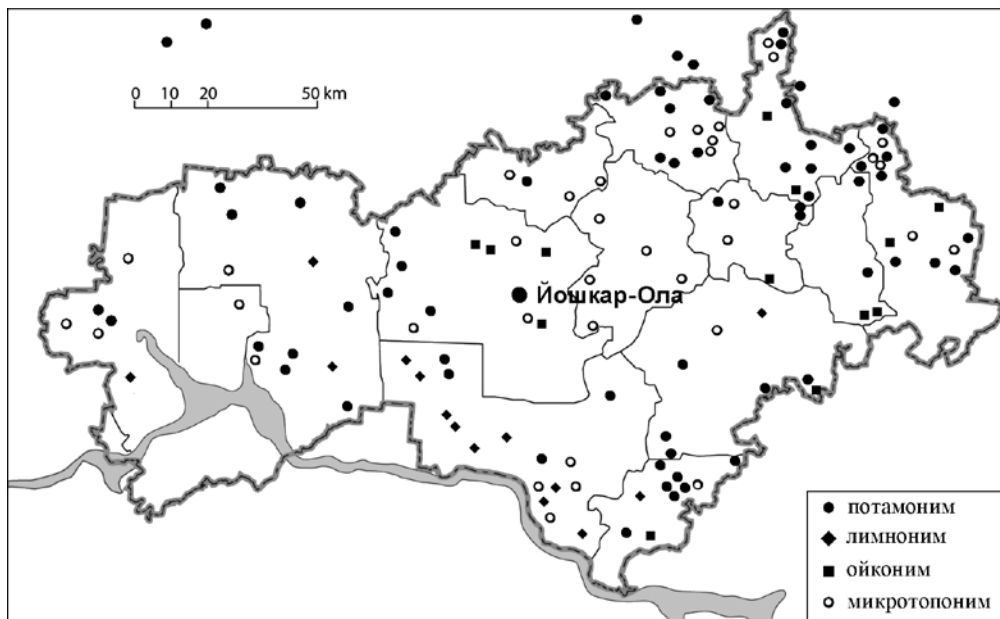 0 10 20 50 km
Йошкар-Ола
потамоним
лимноним
ойконим
микротопоним